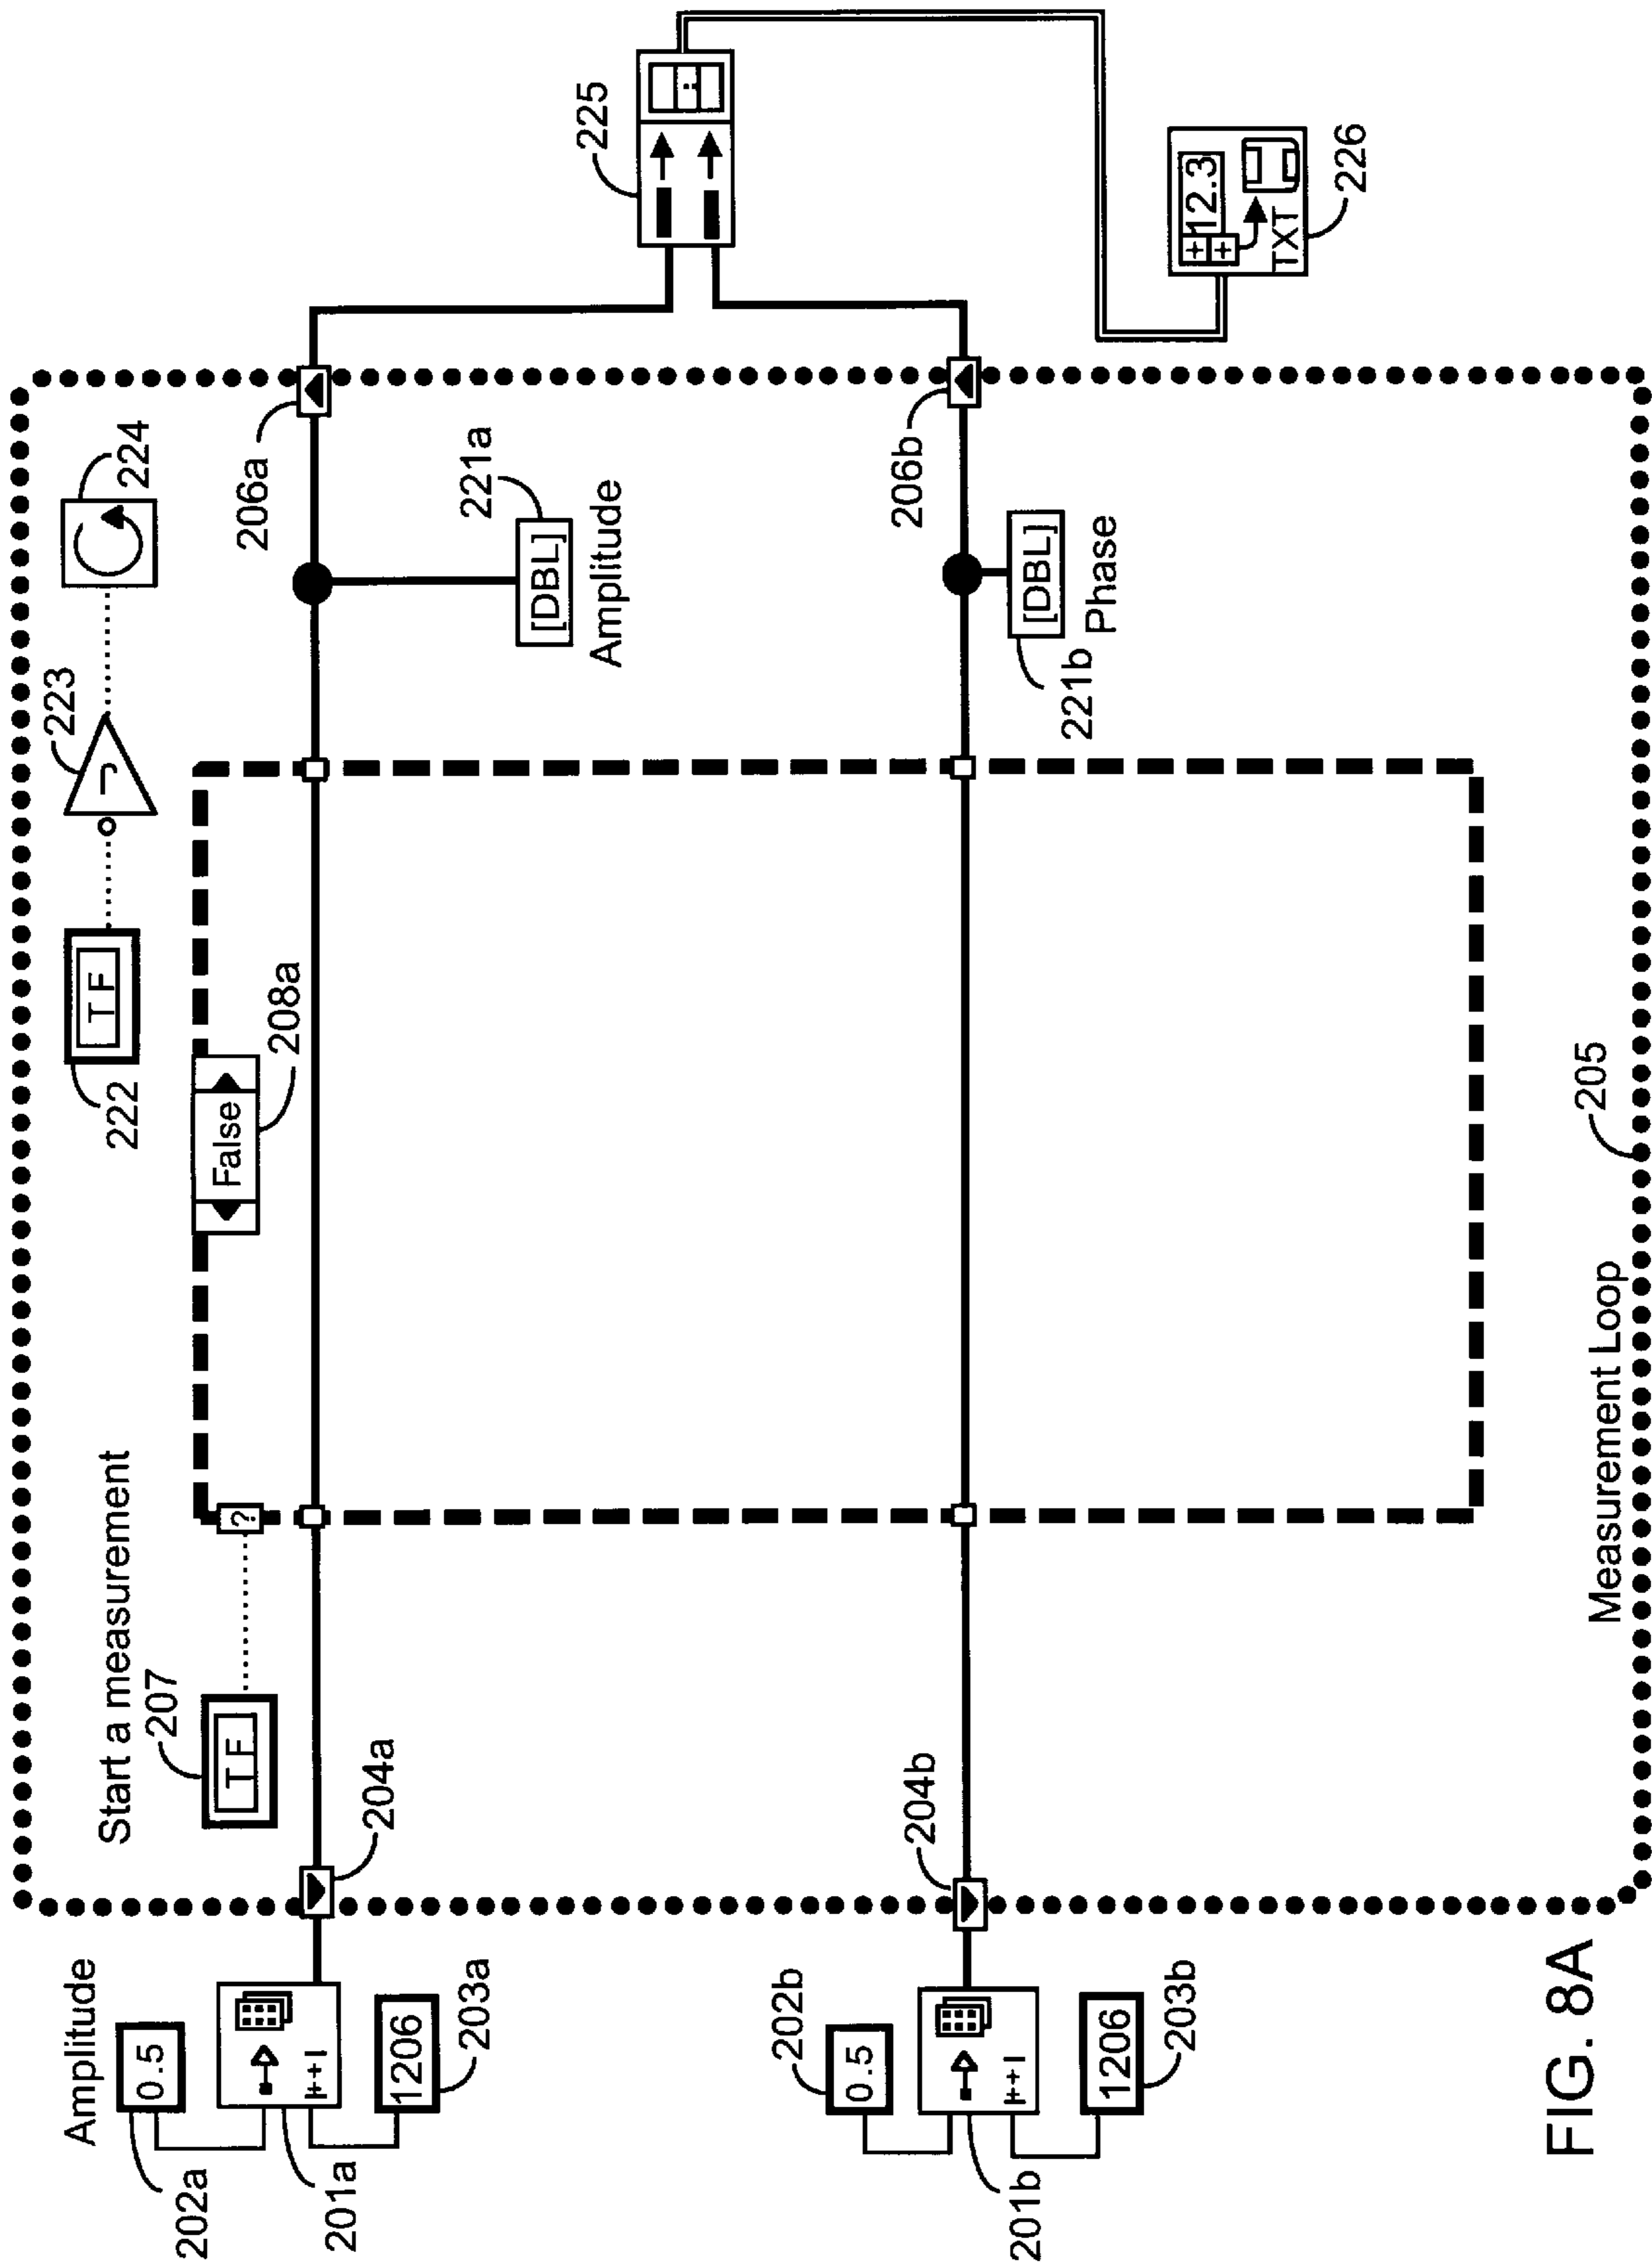 Amplitude
202a
0.5
201a
1206
203a
202b
0.5
201b
1206
203b
204a
204b
Start a measurement
207
TF
?
False
208a
222
TF
223
224
206a
221a
[DBL]
Amplitude
206b
221b
[DBL]
Phase
Measurement Loop
205
225
12.3
TXT
226
FIG. 8A